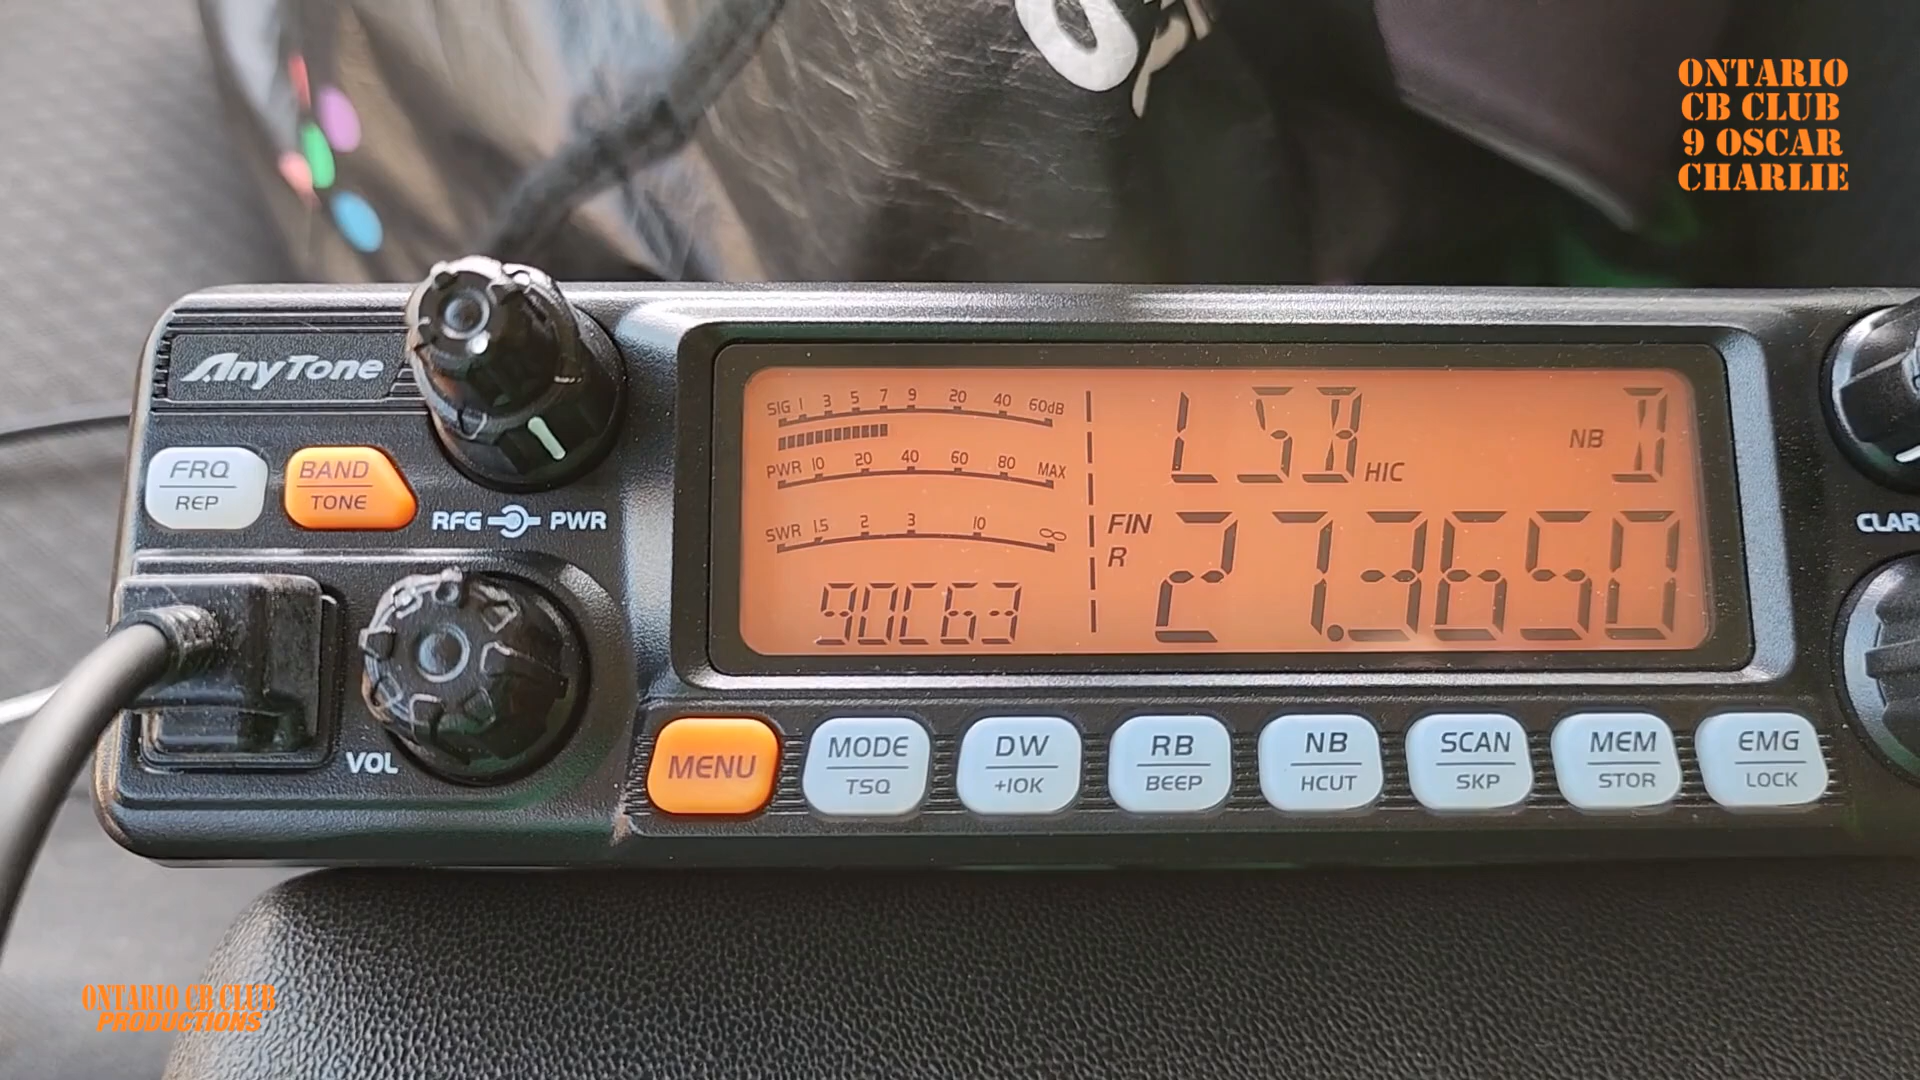 ONTARIO
CB CLUB
9 OSCAR
CHARLIE
AnyTone
FRQ
REP
BAND
TONE
RFG PWR
VOL
SIG 1 3 5 7 9 20 40 60dB
PWR 10 20 40 60 80 MAX
SWR 1.5 2 3 10 ∞
9OC63
LSB HIC NB D
FIN
R
27.3650
CLAR
MENU
MODE
TSQ
DW
+10K
RB
BEEP
NB
HCUT
SCAN
SKP
MEM
STOR
EMG
LOCK
ONTARIO CB CLUB
PRODUCTIONS